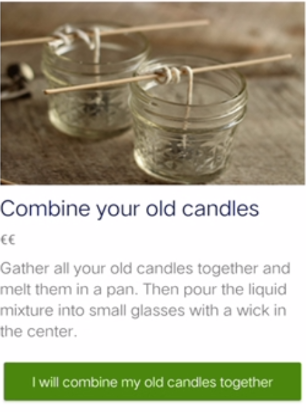 Combine your old candles
€€
Gather all your old candles together and
melt them in a pan. Then pour the liquid
mixture into small glasses with a wick in
the center.
I will combine my old candles together